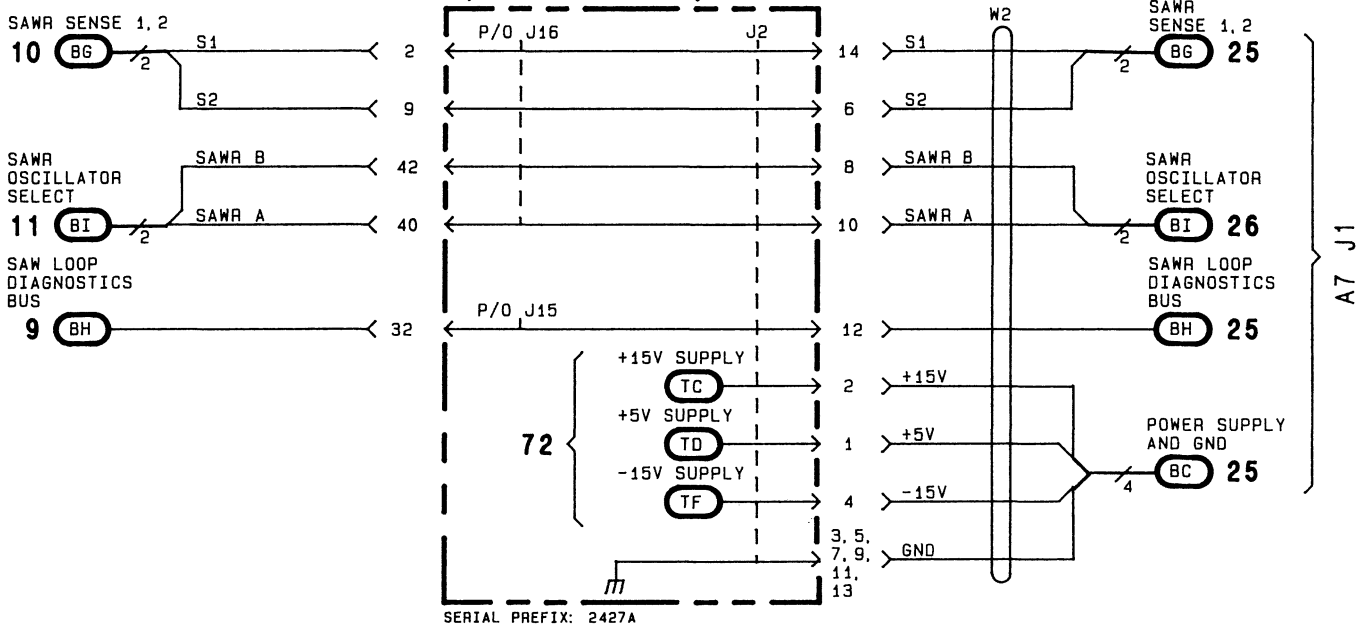 SAWR SENSE 1,2
10 BG 2 S1 2
S2 9
SAWR
OSCILLATOR
SELECT
11 BI 2
SAWR B 42
SAWR A 40
SAW LOOP
DIAGNOSTICS
BUS
9 BH 32
P/O J16 J2
P/O J15
72
+15V SUPPLY
TC
+5V SUPPLY
TD
-15V SUPPLY
TF
SERIAL PREFIX: 2427A
W2
14 S1
6 S2
8 SAWR B
10 SAWR A
12
2 +15V
1 +5V
4 -15V
3, 5,
7, 9, GND
11,
13
SAWR
SENSE 1,2
2 BG 25
SAWR
OSCILLATOR
SELECT
2 BI 26
SAWR LOOP
DIAGNOSTICS
BUS
BH 25
POWER SUPPLY
AND GND
4 BC 25
A7 J1